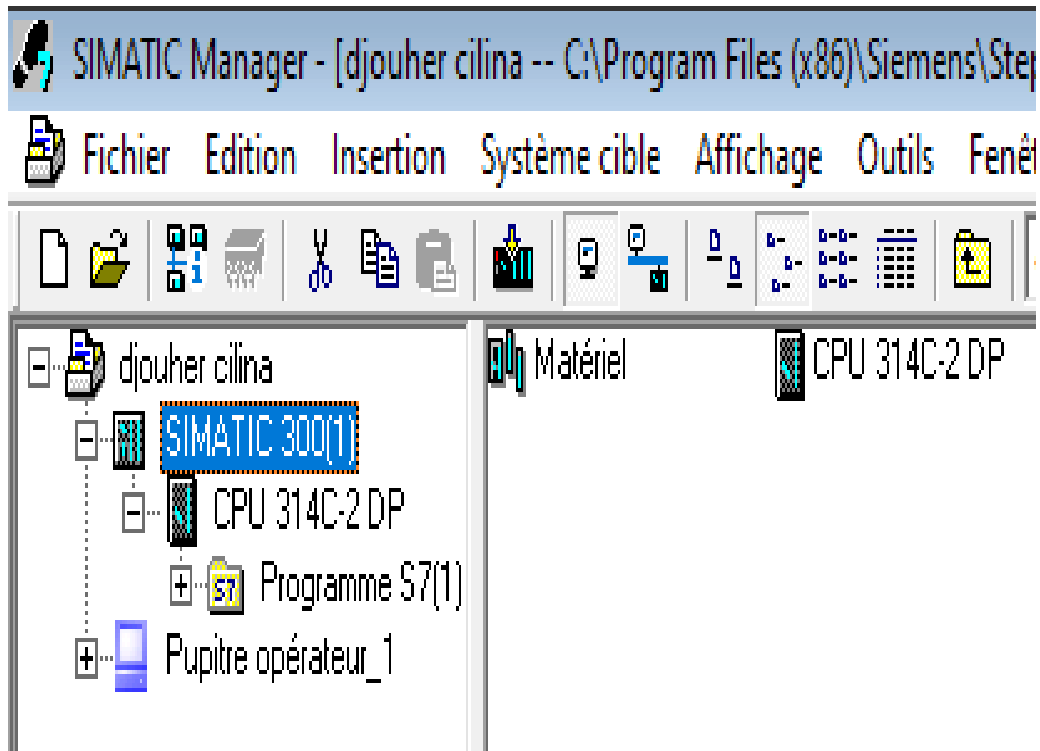 SIMATIC Manager - [djouher cilina -- C:\Program Files (x86)\Siemens\Step
Fichier Edition Insertion Système cible Affichage Outils Fenêt
djouher cilina
SIMATIC 300(1)
CPU 314C-2 DP
S7 Programme S7(1)
Pupitre opérateur_1
Matériel CPU 314C-2 DP